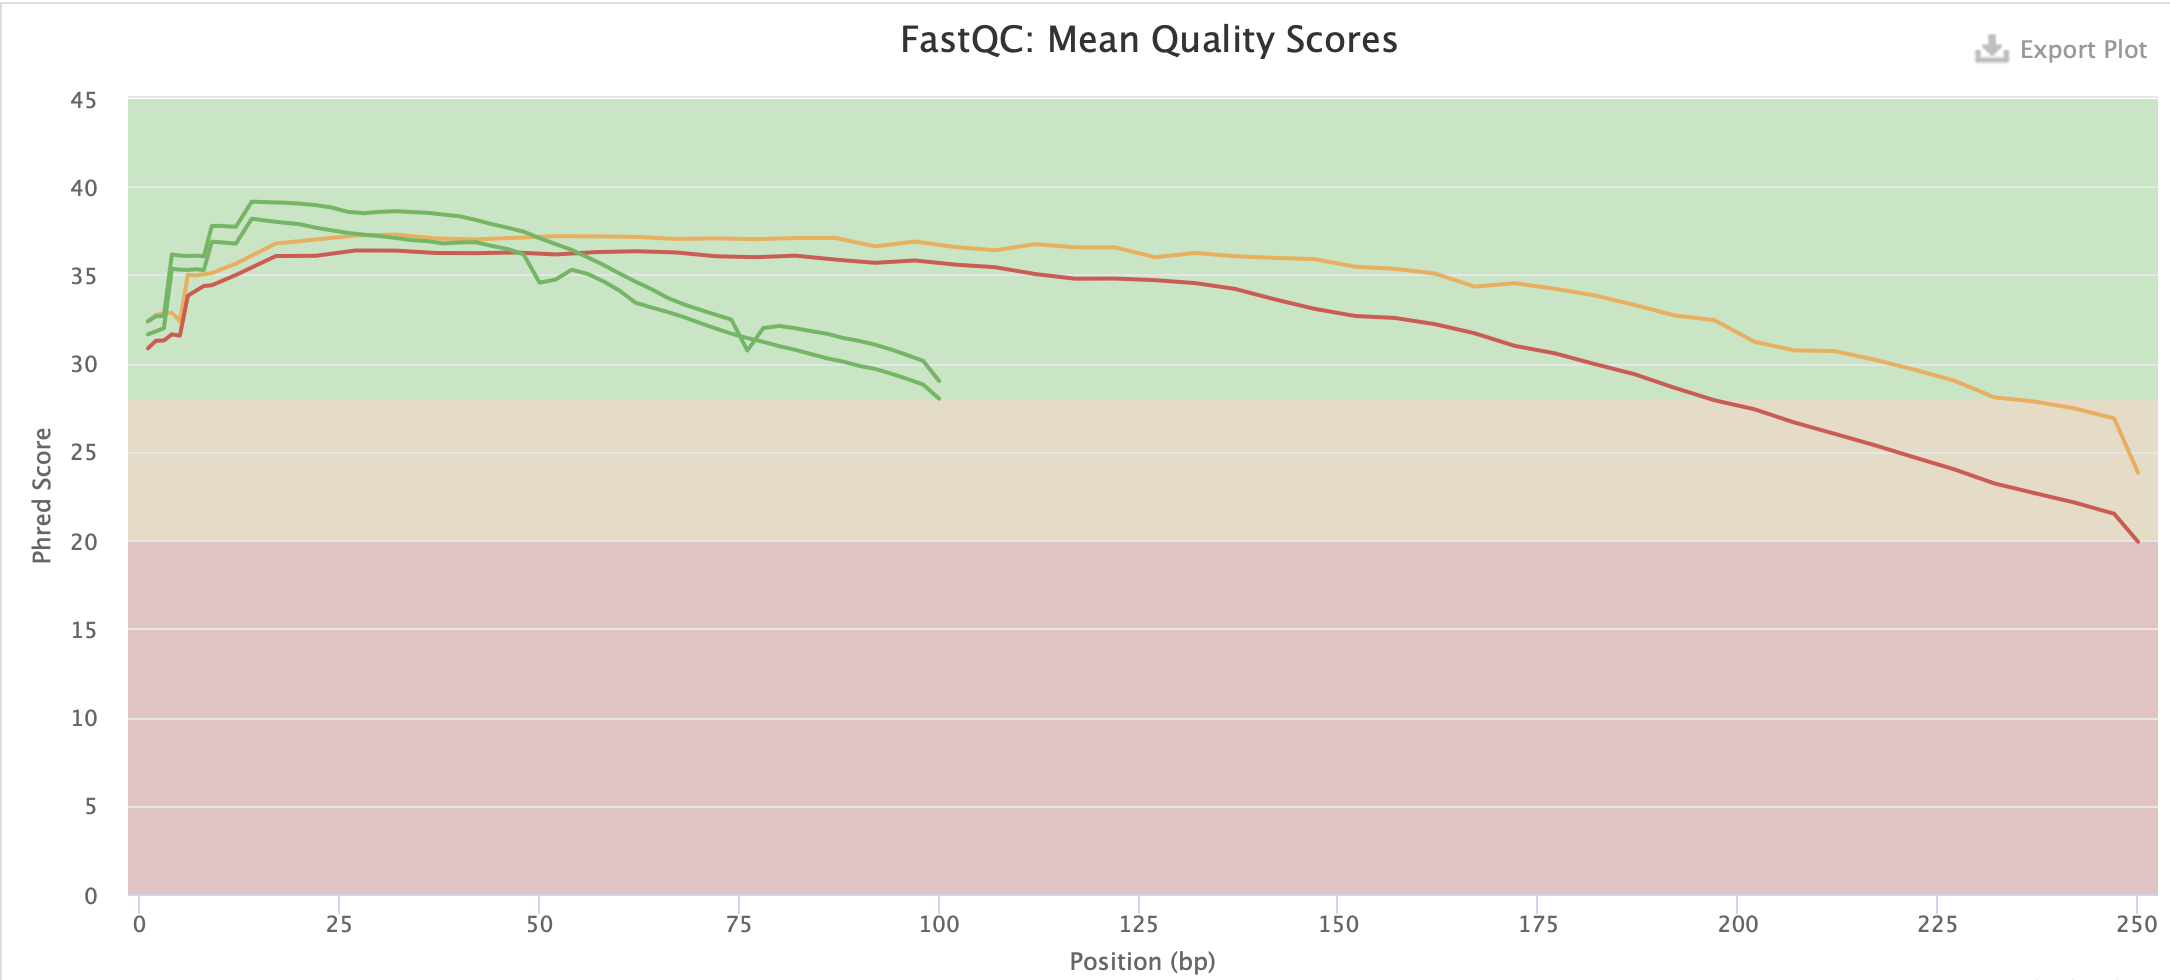 FastQC: Mean Quality Scores
Export Plot
45
40
35
30
25
20
15
10
5
0
Phred Score
0 25 50 75 100 125 150 175 200 225 250
Position (bp)